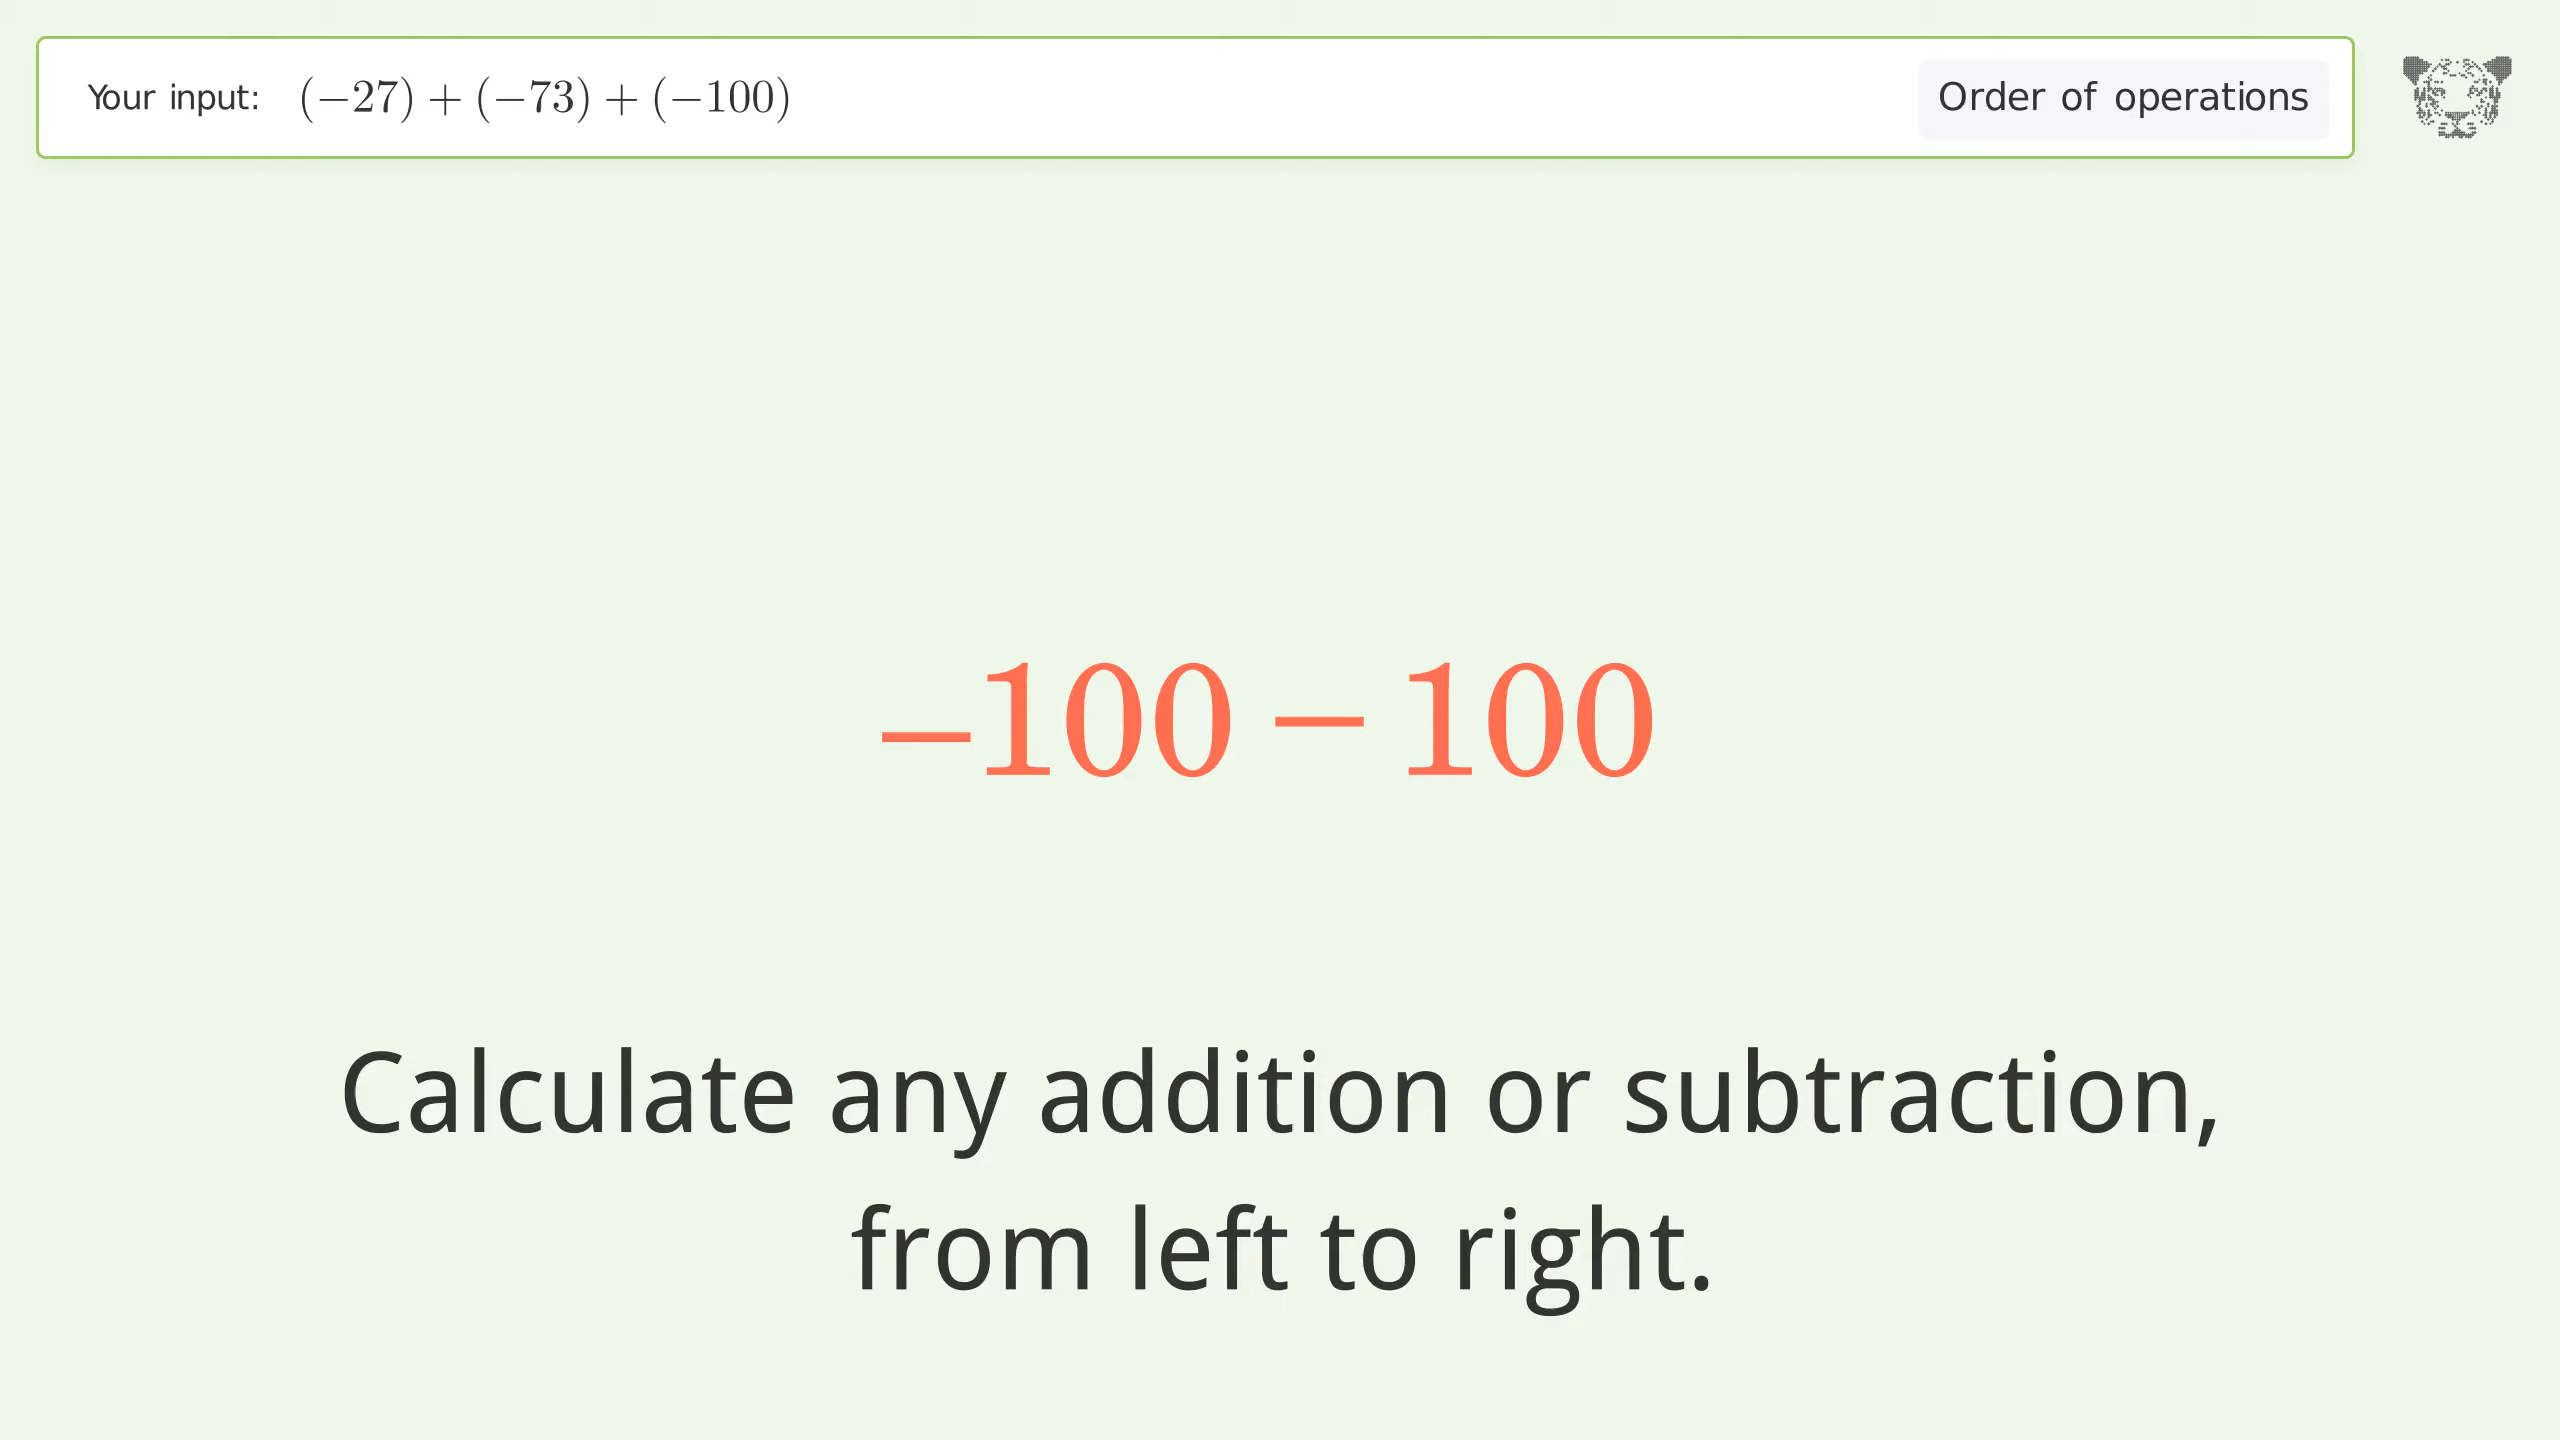 Your input: (−27) + (−73) + (−100)
Order of operations
−100 − 100
Calculate any addition or subtraction,
from left to right.